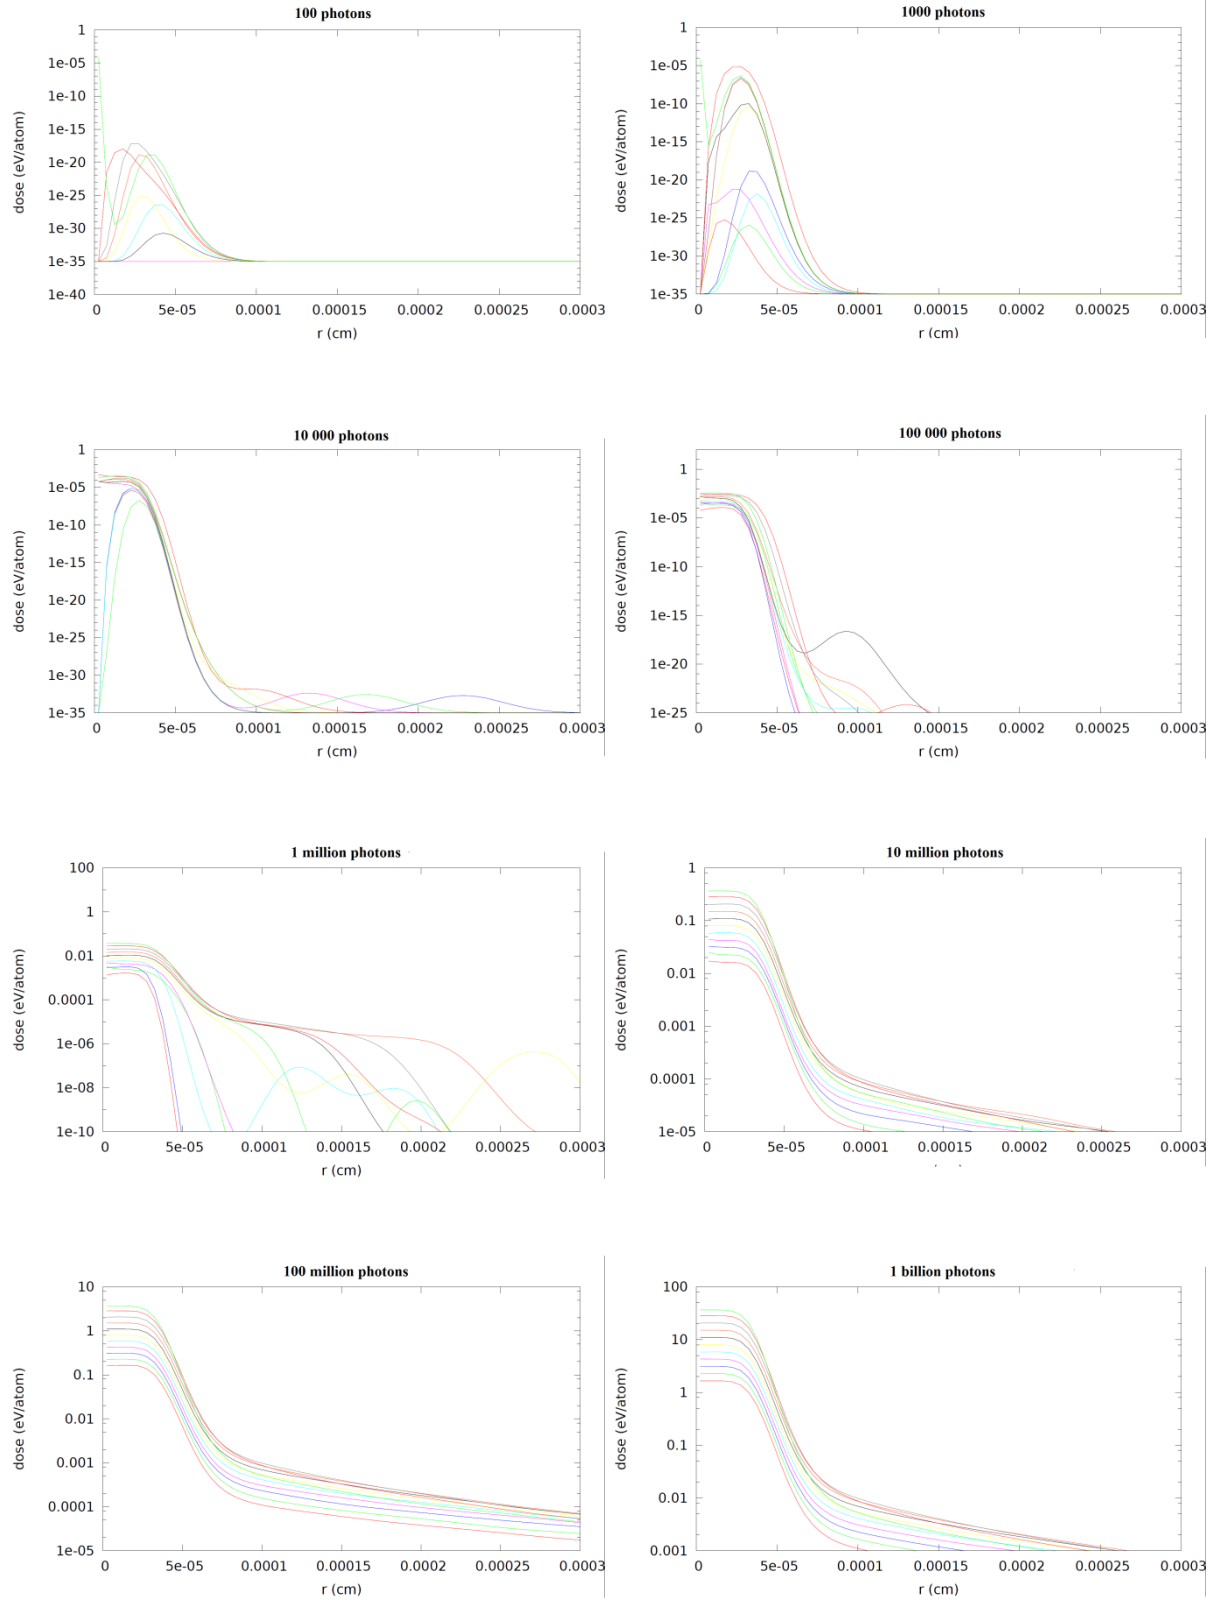 100 photons
1
1e-05
1e-10
1e-15
1e-20
1e-25
1e-30
1e-35
1e-40
dose (eV/atom)
0 5e-05 0.0001 0.00015 0.0002 0.00025 0.0003
r (cm)
1000 photons
1
1e-05
1e-10
1e-15
1e-20
1e-25
1e-30
1e-35
dose (eV/atom)
0 5e-05 0.0001 0.00015 0.0002 0.00025 0.0003
r (cm)
10 000 photons
1
1e-05
1e-10
1e-15
1e-20
1e-25
1e-30
1e-35
dose (eV/atom)
0 5e-05 0.0001 0.00015 0.0002 0.00025 0.0003
r (cm)
100 000 photons
1
1e-05
1e-10
1e-15
1e-20
1e-25
dose (eV/atom)
0 5e-05 0.0001 0.00015 0.0002 0.00025 0.0003
r (cm)
1 million photons
100
1
0.01
0.0001
1e-06
1e-08
1e-10
dose (eV/atom)
0 5e-05 0.0001 0.00015 0.0002 0.00025 0.0003
r (cm)
10 million photons
1
0.1
0.01
0.001
0.0001
1e-05
dose (eV/atom)
0 5e-05 0.0001 0.00015 0.0002 0.00025 0.0003
100 million photons
10
1
0.1
0.01
0.001
0.0001
1e-05
dose (eV/atom)
0 5e-05 0.0001 0.00015 0.0002 0.00025 0.0003
r (cm)
1 billion photons
100
10
1
0.1
0.01
0.001
dose (eV/atom)
0 5e-05 0.0001 0.00015 0.0002 0.00025 0.0003
r (cm)